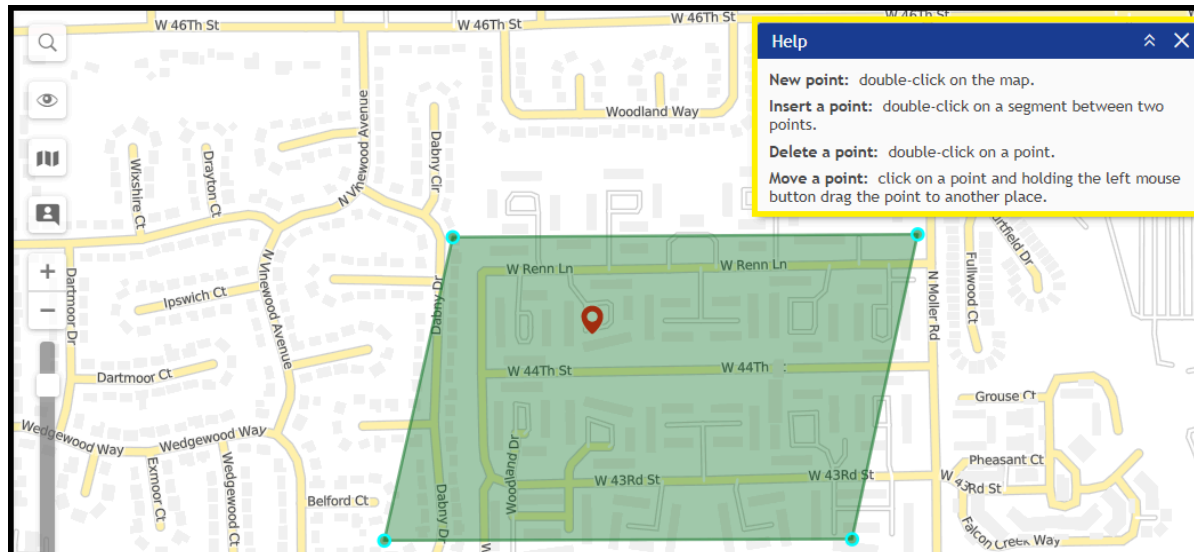 W 46Th St
W 46Th St
W 46Th St
W 46Th St
Help
New point: double-click on the map.
Insert a point: double-click on a segment between two
points.
Delete a point: double-click on a point.
Move a point: click on a point and holding the left mouse
button drag the point to another place.
Woodland Way
N Vinewood Avenue
Dabny Cir
Wixshire Ct
Drayton Ct
N Vinewood Avenue
Dartmoor Dr
Ipswich Ct
Dabny Dr
W Renn Ln
W Renn Ln
N Moller Rd
Fullwood Ct
Dartmoor Ct
W 44Th St
W 44Th
Grouse Ct
Wedgewood Way
Wedgewood Way
Exmoor Ct
Wedgewood Ct
Belford Ct
Dabny Dr
Woodland Dr
W 43Rd St
W 43Rd St
W 43Rd St
Pheasant Ct
Falcon Creek Way